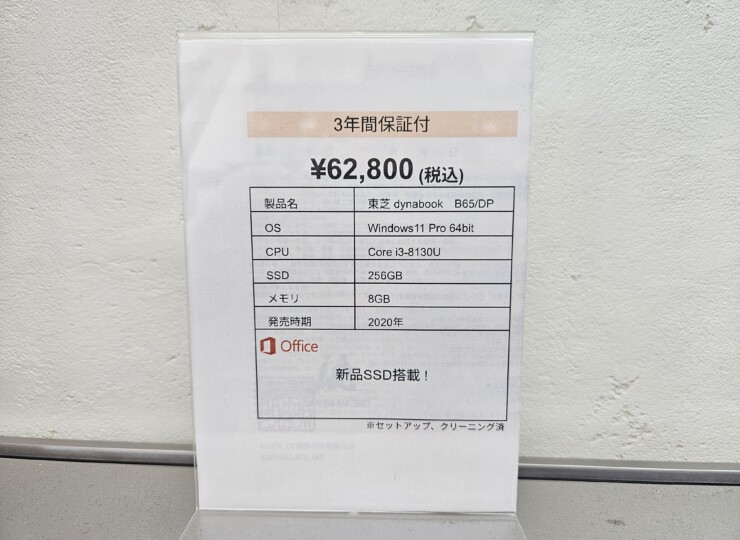 3年間保証付
¥62,800 (税込)
製品名 東芝 dynabook B65/DP
OS Windows11 Pro 64bit
CPU Core i3-8130U
SSD 256GB
メモリ 8GB
発売時期 2020年
Office
新品SSD搭載！
※セットアップ、クリーニング済